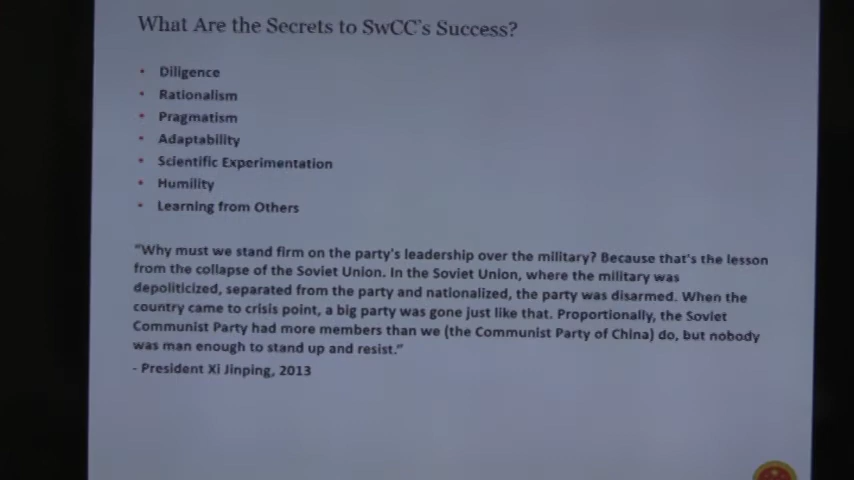 What Are the Secrets to SwCC's Success?
• Diligence
• Rationalism
• Pragmatism
• Adaptability
• Scientific Experimentation
• Humility
• Learning from Others
"Why must we stand firm on the party's leadership over the military? Because that's the lesson
from the collapse of the Soviet Union. In the Soviet Union, where the military was
depoliticized, separated from the party and nationalized, the party was disarmed. When the
country came to crisis point, a big party was gone just like that. Proportionally, the Soviet
Communist Party had more members than we (the Communist Party of China) do, but nobody
was man enough to stand up and resist."
- President Xi Jinping, 2013